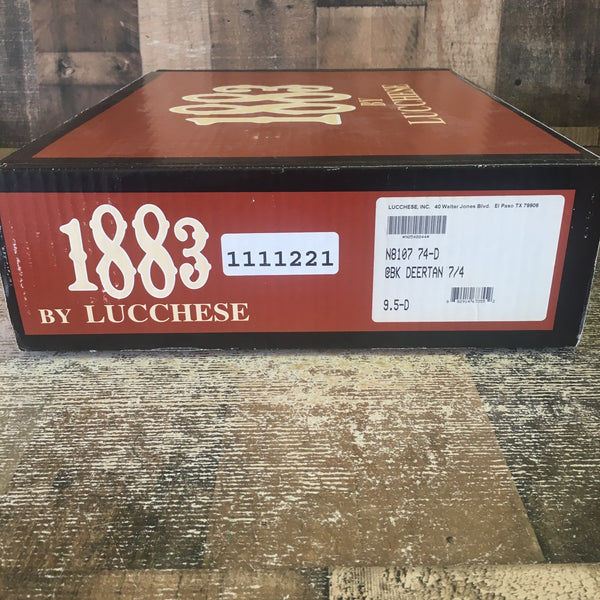 1883
BY LUCCHESE
1883
BY LUCCHESE
1111221
LUCCHESE, INC. 40 Walter Jones Blvd. El Paso TX 79906
N8107 74-D
@BK DEERTAN 7/4
9.5-D